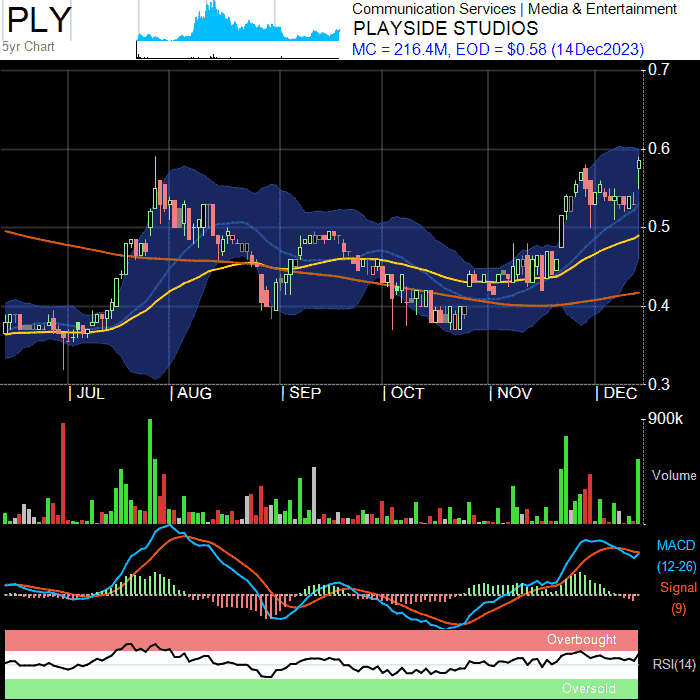 PLY
5yr Chart
Communication Services | Media & Entertainment
PLAYSIDE STUDIOS
MC = 216.4M, EOD = $0.58 (14Dec2023)
0.7
0.6
0.5
0.4
0.3
| JUL | AUG | SEP | OCT | NOV | DEC
900k
Volume
MACD
(12-26)
Signal
(9)
Overbought
RSI(14)
Oversold